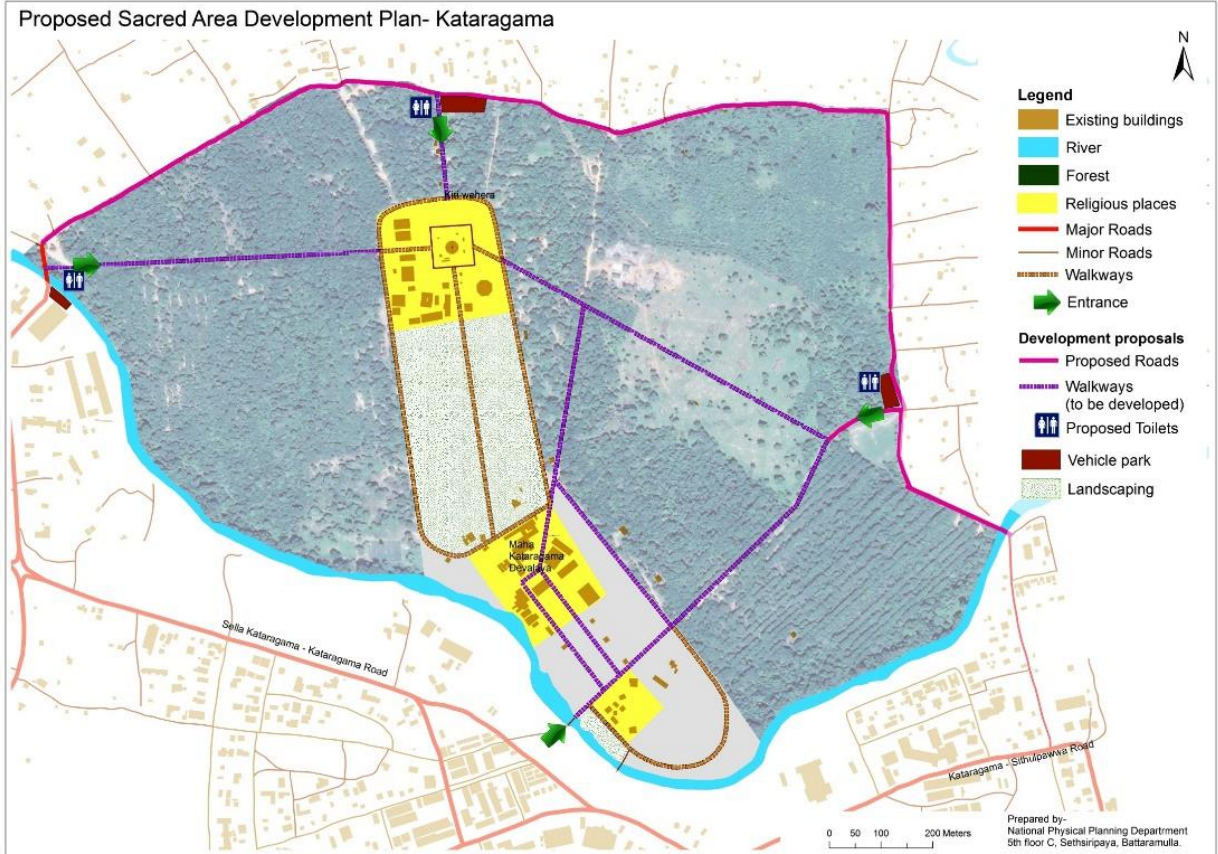 Proposed Sacred Area Development Plan- Kataragama
N
Kiri wehera
Maha
Kataragama
Devalaya
Sella Kataragama - Kataragama Road
Kataragama - Sithulpawwa Road
Legend
Existing buildings
River
Forest
Religious places
Major Roads
Minor Roads
Walkways
Entrance
Development proposals
Proposed Roads
Walkways
(to be developed)
Proposed Toilets
Vehicle park
Landscaping
0 50 100 200 Meters
Prepared by-
National Physical Planning Department
5th floor C, Sethsiripaya, Battaramulla.